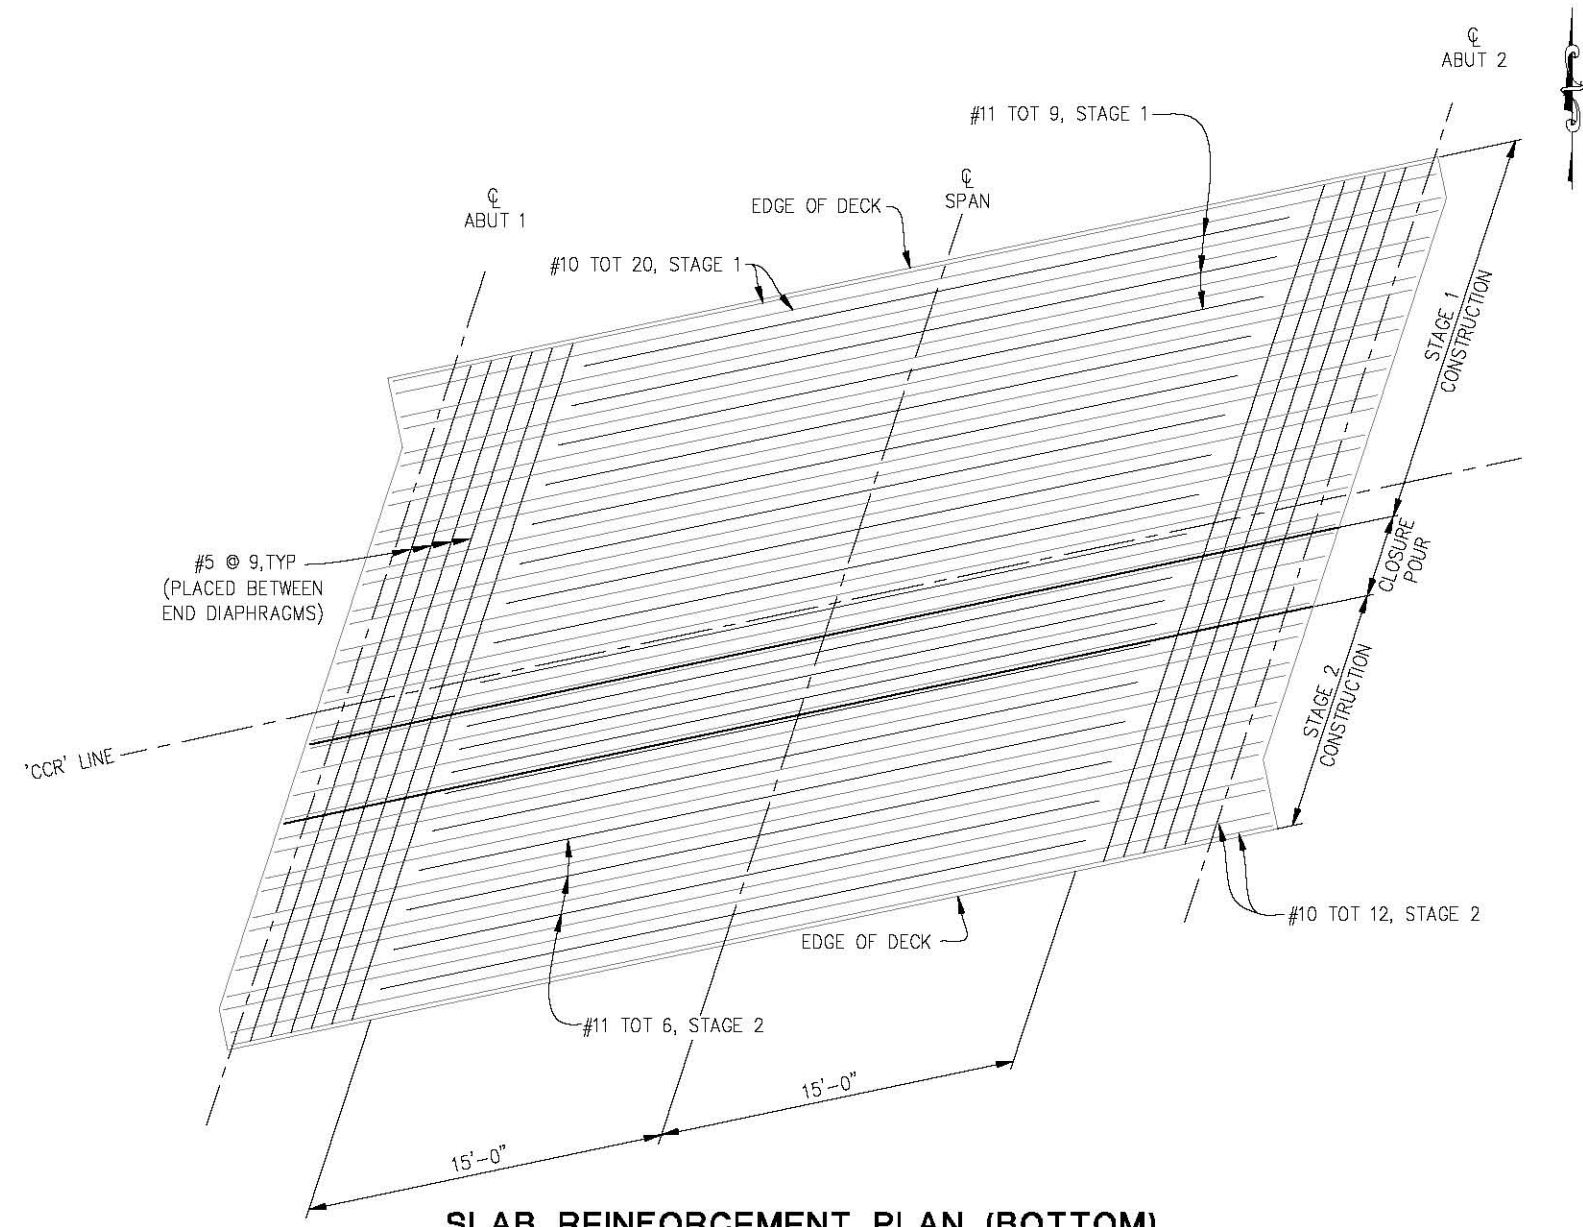 ℄
ABUT 2
#11 TOT 9, STAGE 1
℄
SPAN
℄
ABUT 1
EDGE OF DECK
#10 TOT 20, STAGE 1
STAGE 1
CONSTRUCTION
#5 @ 9,TYP
(PLACED BETWEEN
END DIAPHRAGMS)
CLOSURE
POUR
STAGE 2
CONSTRUCTION
'CCR' LINE
#10 TOT 12, STAGE 2
EDGE OF DECK
#11 TOT 6, STAGE 2
15'-0"
15'-0"
SLAB REINFORCEMENT PLAN (BOTTOM)